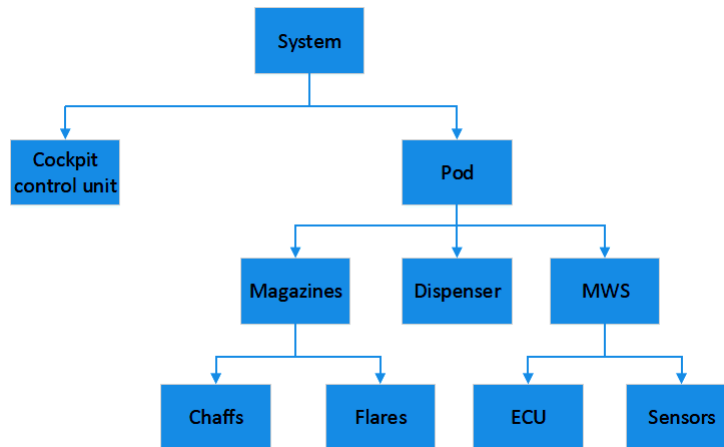 System
Cockpit
control unit
Pod
Magazines
Dispenser
MWS
Chaffs
Flares
ECU
Sensors